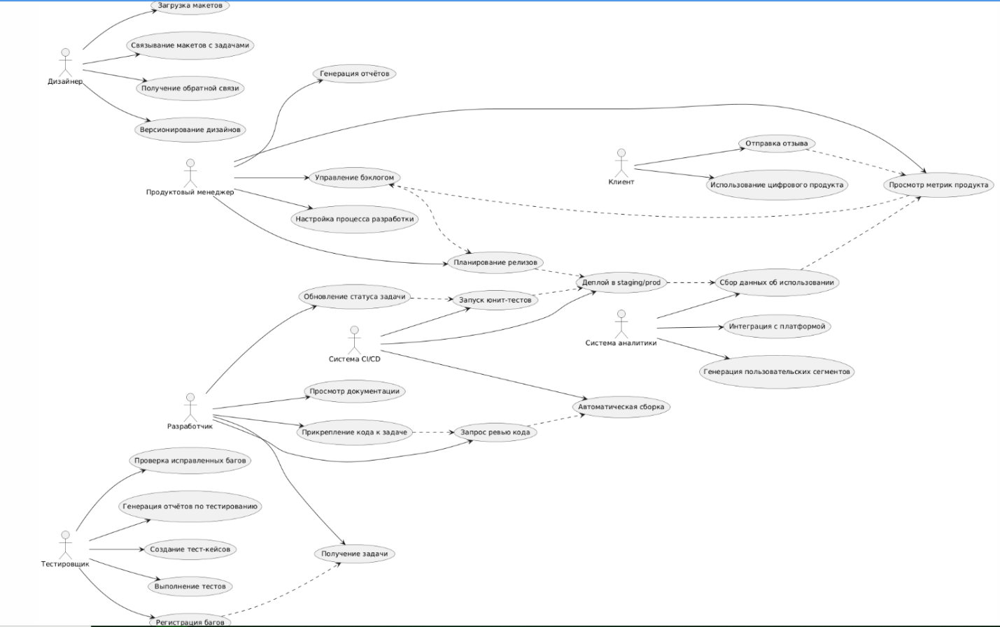 Загрузка макетов
Связывание макетов с задачами
Дизайнер
Получение обратной связи
Версионирование дизайнов
Генерация отчётов
Продуктовый менеджер
Управление бэклогом
Настройка процесса разработки
Планирование релизов
Клиент
Отправка отзыва
Использование цифрового продукта
Просмотр метрик продукта
Обновление статуса задачи
Запуск юнит-тестов
Деплой в staging/prod
Сбор данных об использовании
Система CI/CD
Система аналитики
Интеграция с платформой
Генерация пользовательских сегментов
Разработчик
Просмотр документации
Прикрепление кода к задаче
Запрос ревью кода
Автоматическая сборка
Проверка исправленных багов
Генерация отчётов по тестированию
Тестировщик
Создание тест-кейсов
Выполнение тестов
Регистрация багов
Получение задачи